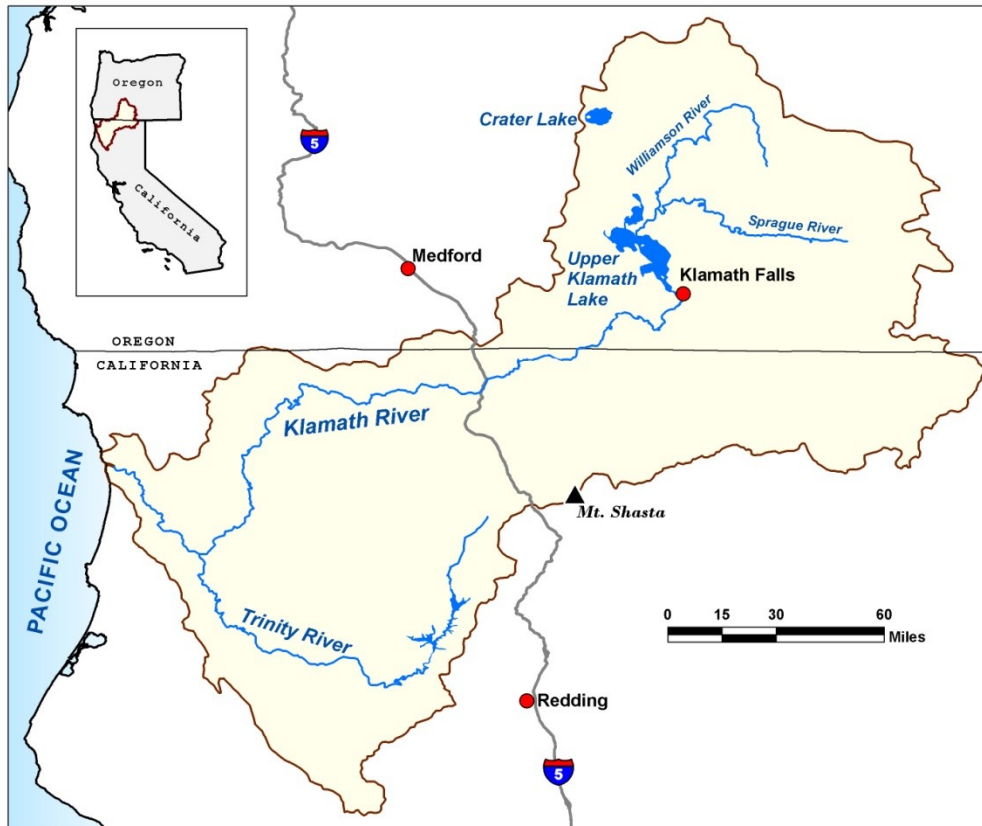 Oregon
California
5
Crater Lake
Williamson River
Sprague River
Medford
Upper
Klamath
Lake
Klamath Falls
OREGON
CALIFORNIA
Klamath River
PACIFIC OCEAN
Mt. Shasta
Trinity River
0 15 30 60
Miles
Redding
5